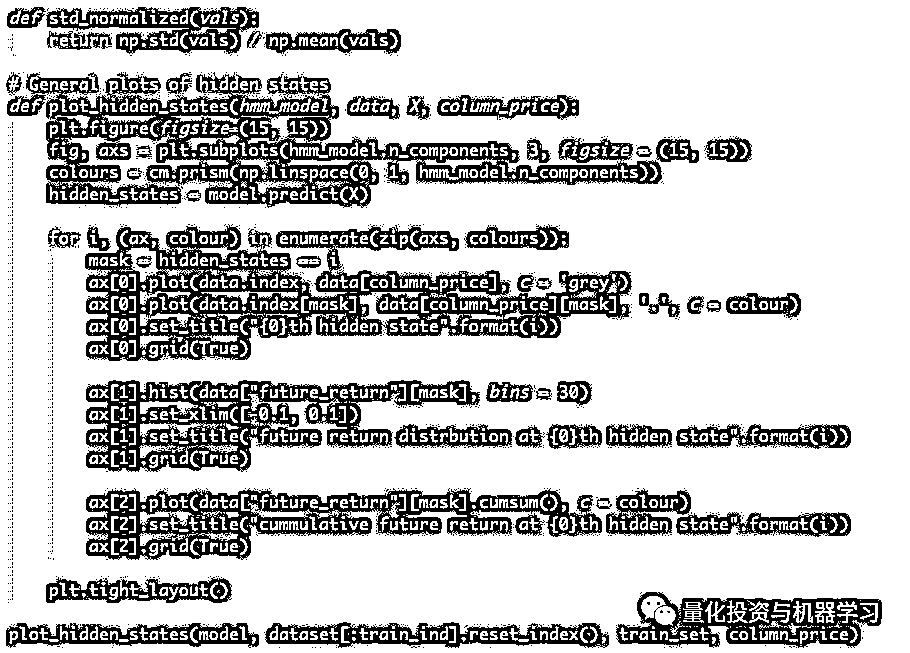 def std_normalized(vals):
    return np.std(vals) / np.mean(vals)

# General plots of hidden states
def plot_hidden_states(hmm_model, data, X, column_price):
    plt.figure(figsize=(15, 15))
    fig, axs = plt.subplots(hmm_model.n_components, 3, figsize = (15, 15))
    colours = cm.prism(np.linspace(0, 1, hmm_model.n_components))
    hidden_states = model.predict(X)

    for i, (ax, colour) in enumerate(zip(axs, colours)):
        mask = hidden_states == i
        ax[0].plot(data.index, data[column_price], c = 'grey')
        ax[0].plot(data.index[mask], data[column_price][mask], '.', c = colour)
        ax[0].set_title("{0}th hidden state".format(i))
        ax[0].grid(True)

        ax[1].hist(data["future_return"][mask], bins = 30)
        ax[1].set_xlim([-0.1, 0.1])
        ax[1].set_title("future return distrbution at {0}th hidden state".format(i))
        ax[1].grid(True)

        ax[2].plot(data["future_return"][mask].cumsum(), c = colour)
        ax[2].set_title("cummulative future return at {0}th hidden state".format(i))
        ax[2].grid(True)

    plt.tight_layout()

量化投资与机器学习
plot_hidden_states(model, dataset[:train_ind].reset_index(), train_set, column_price)